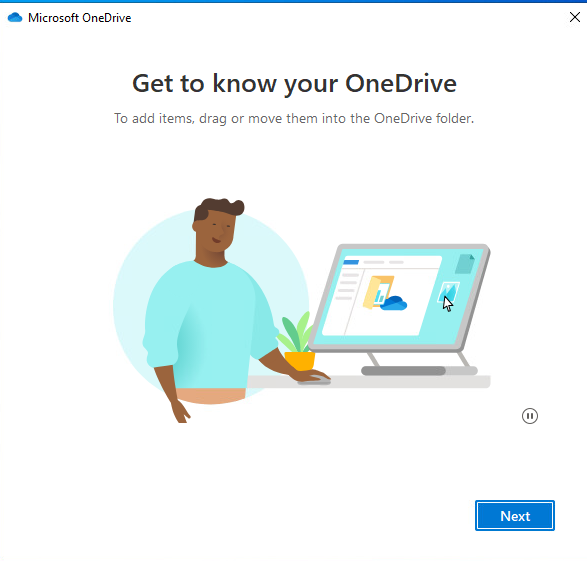 Microsoft OneDrive
Get to know your OneDrive
To add items, drag or move them into the OneDrive folder.
Next